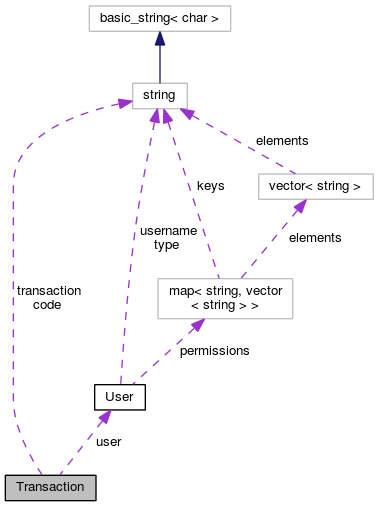 basic_string< char >
string
elements
keys
vector< string >
username
type
elements
transaction
code
map< string, vector
< string > >
permissions
User
user
Transaction